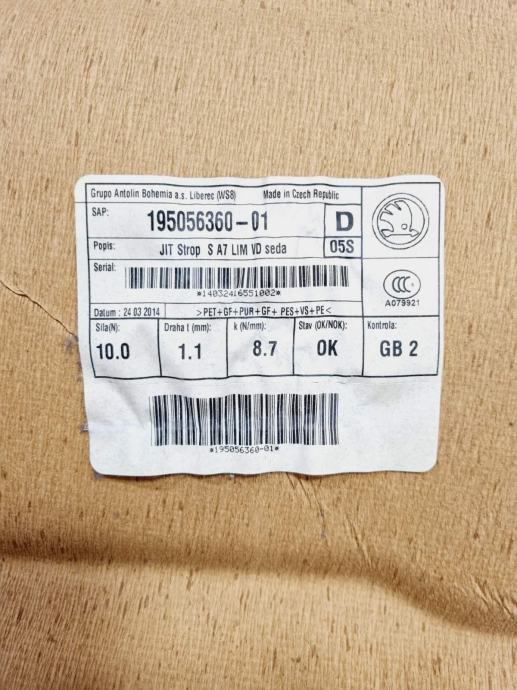 Grupo Antolin Bohemia a.s. Liberec (WS8) Made in Czech Republic
SAP: 195056360-01 D
Popis: JIT Strop S A7 LIM VD seda 05S
Serial:
*14032416551002*
CCC
A079921
Datum : 24 03 2014 >PET+GF+PUR+GF+ PES+VS+PE<
Sila(N): Draha t (mm): k (N/mm): Stav (OK/NOK): Kontrola:
10.0 1.1 8.7 OK GB 2
*195056360-01*